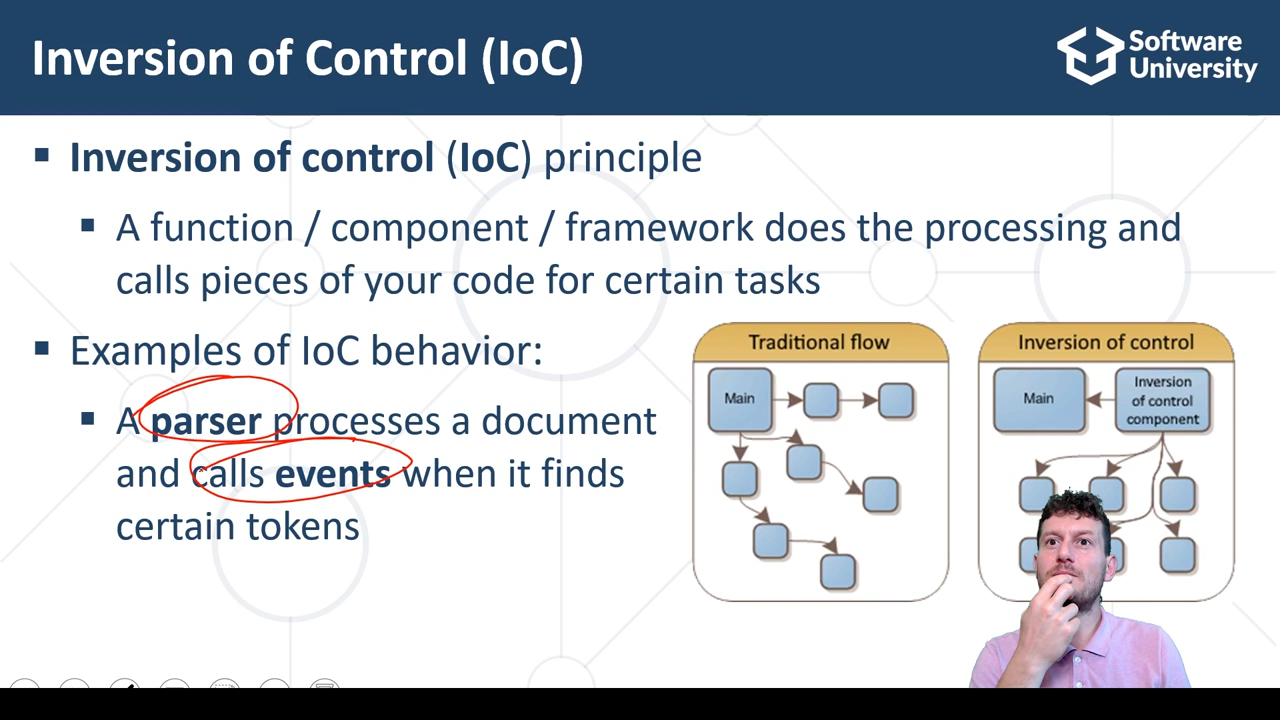 Inversion of Control (IoC)
Software
University
Inversion of control (IoC) principle
A function / component / framework does the processing and
calls pieces of your code for certain tasks
Examples of IoC behavior:
A parser processes a document
and calls events when it finds
certain tokens
Traditional flow
Main
Inversion of control
Main
Inversion
of control
component